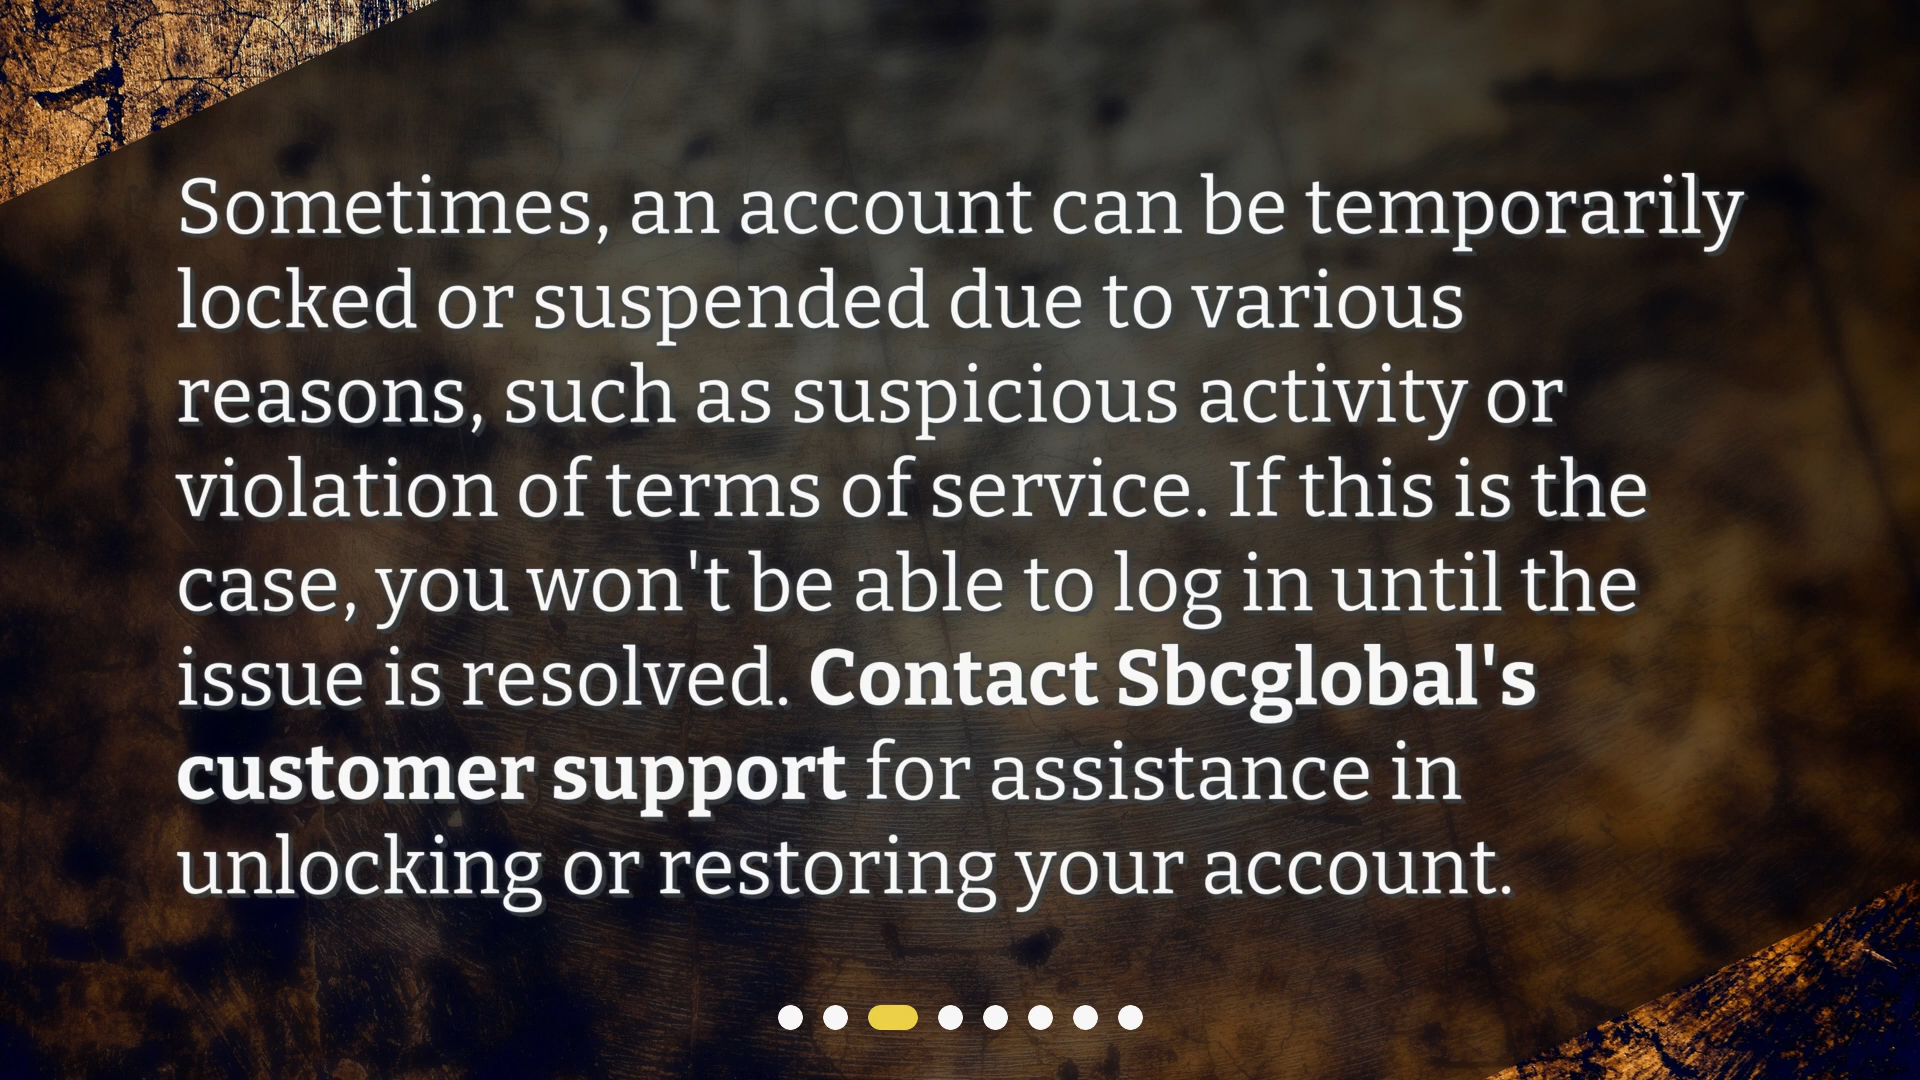 Sometimes, an account can be temporarily
locked or suspended due to various
reasons, such as suspicious activity or
violation of terms of service. If this is the
case, you won't be able to log in until the
issue is resolved. Contact Sbcglobal's
customer support for assistance in
unlocking or restoring your account.